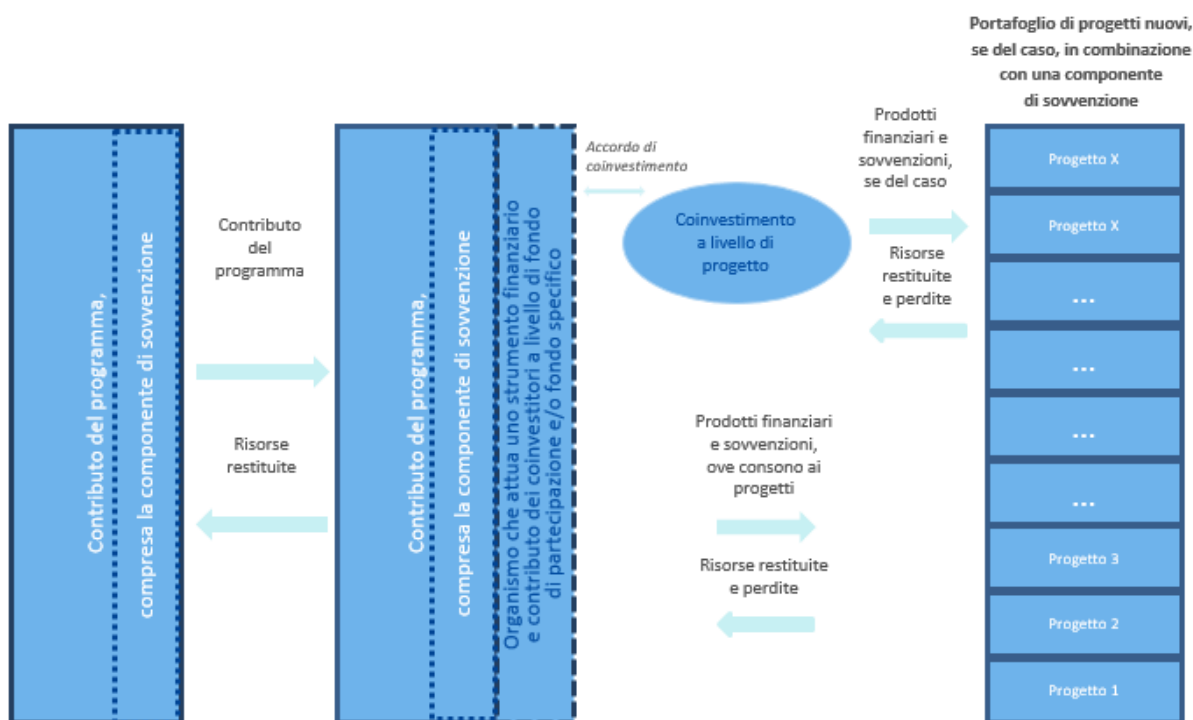 Portafoglio di progetti nuovi,
se del caso, in combinazione
con una componente
di sovvenzione
Contributo del programma,
compresa la componente di sovvenzione
Contributo
del
programma
Risorse
restituite
Contributo del programma,
compresa la componente di sovvenzione
Organismo che attua uno strumento finanziario
e contributo dei coinvestitori a livello di fondo
di partecipazione e/o fondo specifico
Accordo di
coinvestimento
Coinvestimento
a livello di
progetto
Prodotti
finanziari e
sovvenzioni,
se del caso
Risorse
restituite
e perdite
Prodotti finanziari
e sovvenzioni,
ove consono ai
progetti
Risorse restituite
e perdite
Progetto X
Progetto X
...
...
...
...
Progetto 3
Progetto 2
Progetto 1